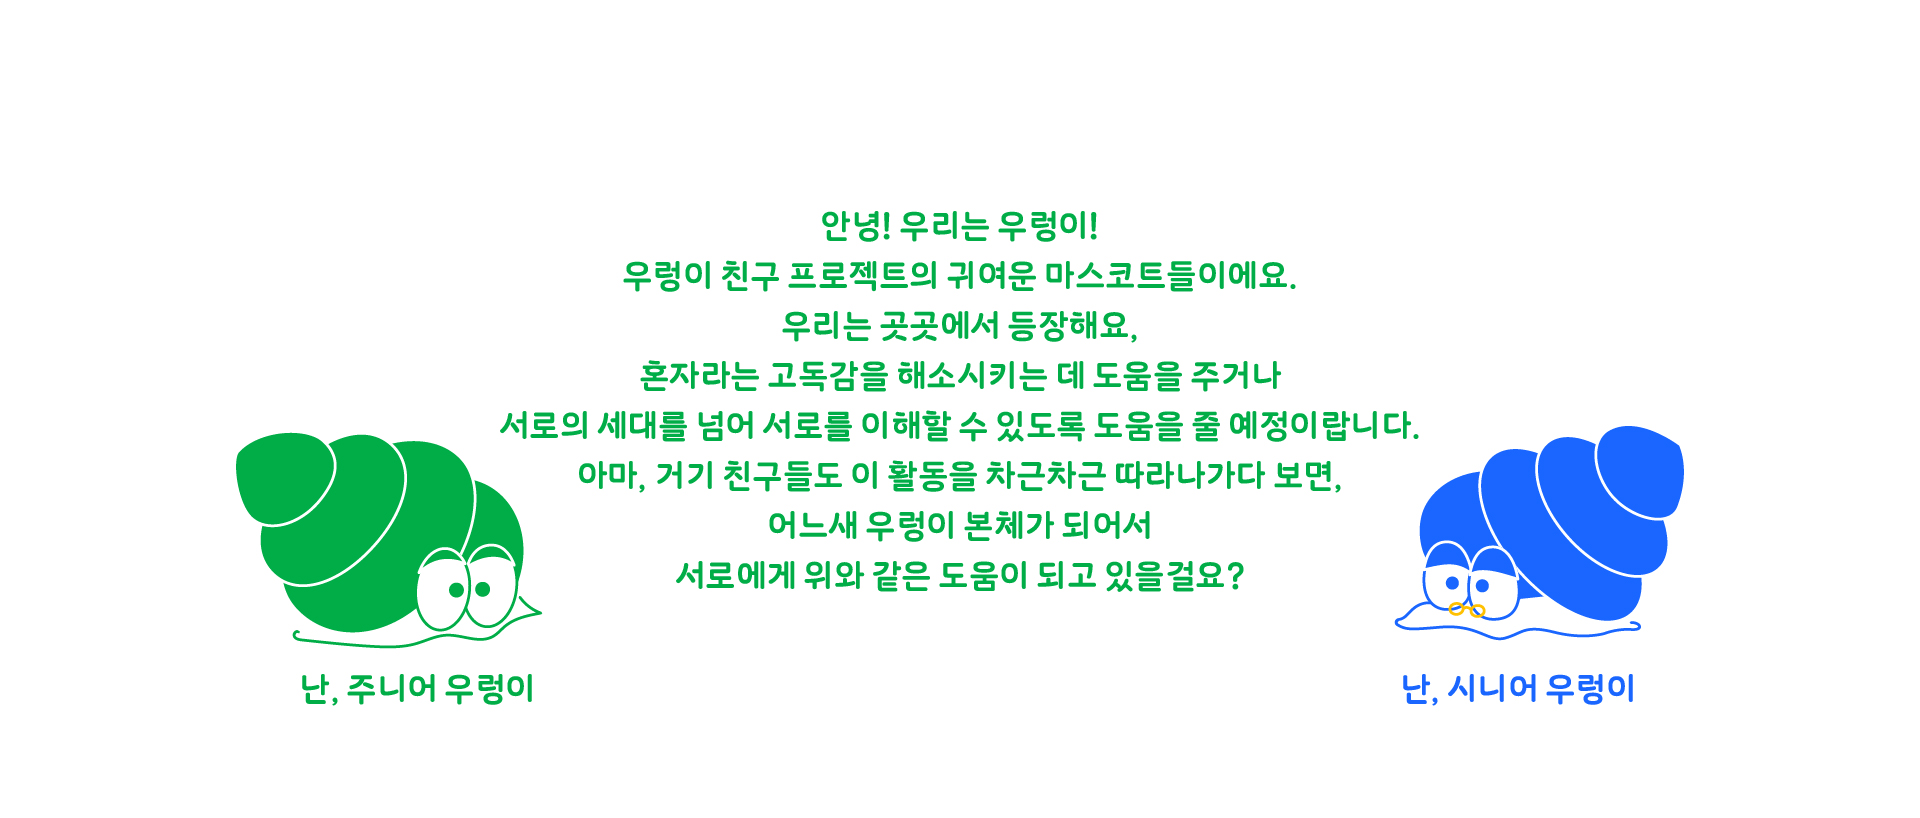 안녕! 우리는 우렁이!
우렁이 친구 프로젝트의 귀여운 마스코트들이에요.
우리는 곳곳에서 등장해요,
혼자라는 고독감을 해소시키는 데 도움을 주거나
서로의 세대를 넘어 서로를 이해할 수 있도록 도움을 줄 예정이랍니다.
아마, 거기 친구들도 이 활동을 차근차근 따라나가다 보면,
어느새 우렁이 본체가 되어서
서로에게 위와 같은 도움이 되고 있을걸요?
난, 주니어 우렁이
난, 시니어 우렁이